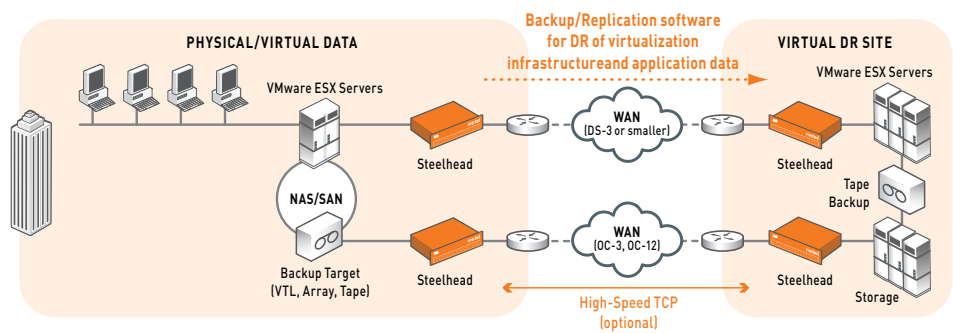 Backup/Replication software
for DR of virtualization
infrastructureand application data
PHYSICAL/VIRTUAL DATA
VIRTUAL DR SITE
VMware ESX Servers
VMware ESX Servers
WAN
(DS-3 or smaller)
Steelhead
Steelhead
NAS/SAN
Tape
Backup
WAN
(OC-3, OC-12)
Backup Target
(VTL, Array, Tape)
Steelhead
Steelhead
Storage
High-Speed TCP
(optional)